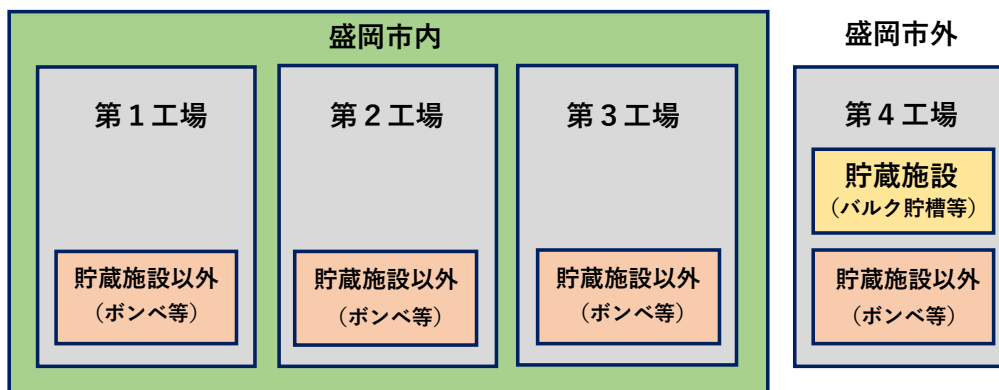 盛岡市内
盛岡市外
第１工場
第２工場
第３工場
第４工場
貯蔵施設
（バルク貯槽等）
貯蔵施設以外
（ボンベ等）
貯蔵施設以外
（ボンベ等）
貯蔵施設以外
（ボンベ等）
貯蔵施設以外
（ボンベ等）